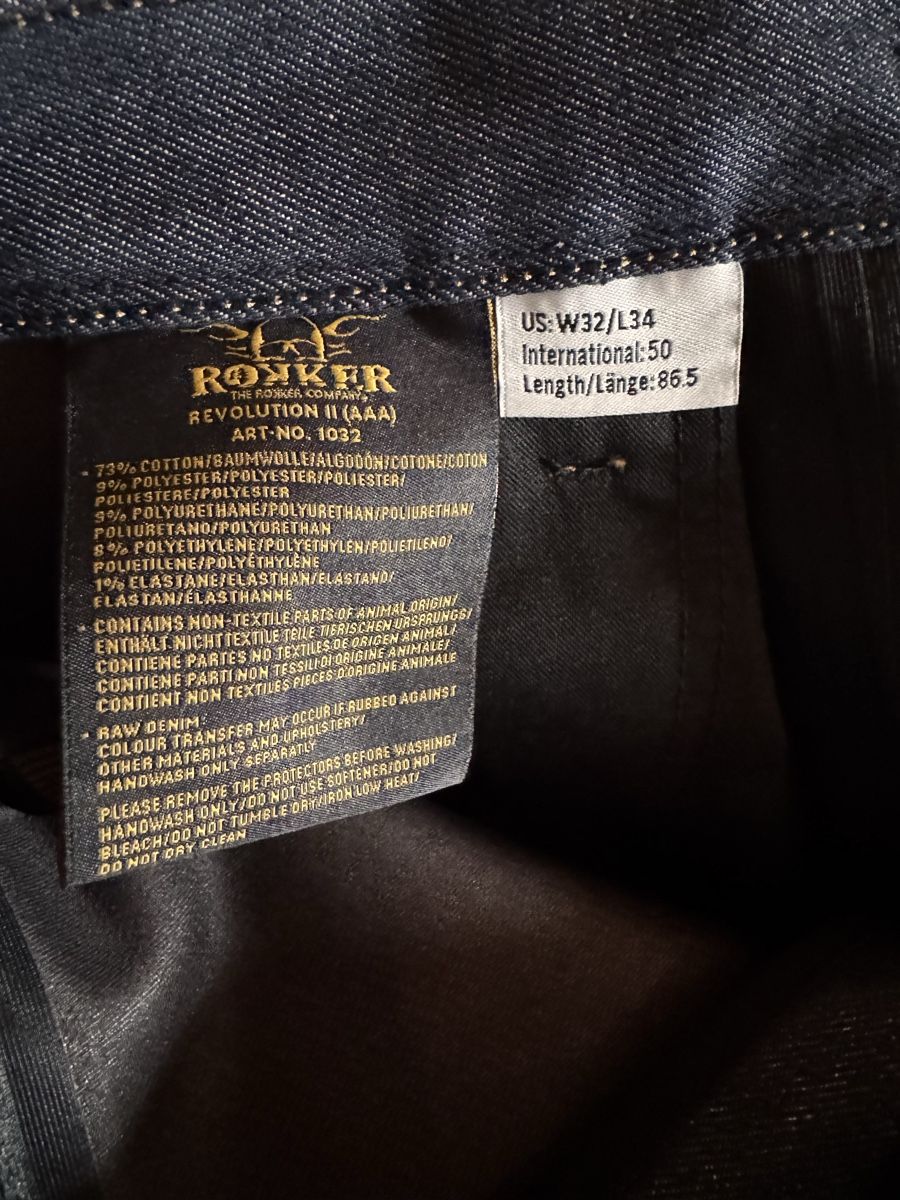 ROKKER
THE ROKKER COMPANY
REVOLUTION II (AAA)
ART-NO. 1032
- 73% COTTON/BAUMWOLLE/ALGODÓN/COTONE/COTON
9% POLYESTER/POLYESTER/POLIESTER/
POLIESTERE/POLYESTER
9% POLYURETHANE/POLYURETHAN/POLIURETHAN/
POLIURETANO/POLYURETHAN
8% POLYETHYLENE/POLYETHYLEN/POLIETILENO/
POLIETILENE/POLYÉTHYLÈNE
1% ELASTANE/ELASTHAN/ELASTANO/
ELASTAN/ÉLASTHANNE
- CONTAINS NON-TEXTILE PARTS OF ANIMAL ORIGIN/
ENTHÄLT NICHTTEXTILE TEILE TIERISCHEN URSPRUNGS/
CONTIENE PARTES NO TEXTILES DE ORIGEN ANIMAL/
CONTIENE PARTI NON TESSILI DI ORIGINE ANIMALE/
CONTIENT NON TEXTILES PIECES D'ORIGINE ANIMALE
- RAW DENIM:
COLOUR TRANSFER MAY OCCUR IF RUBBED AGAINST
OTHER MATERIALS AND UPHOLSTERY/
HANDWASH ONLY SEPARATLY
PLEASE REMOVE THE PROTECTORS BEFORE WASHING/
HANDWASH ONLY/DO NOT USE SOFTENER/DO NOT
BLEACH/DO NOT TUMBLE DRY/IRON LOW HEAT/
DO NOT DRY CLEAN
US:W32/L34
International:50
Length/Länge:86.5